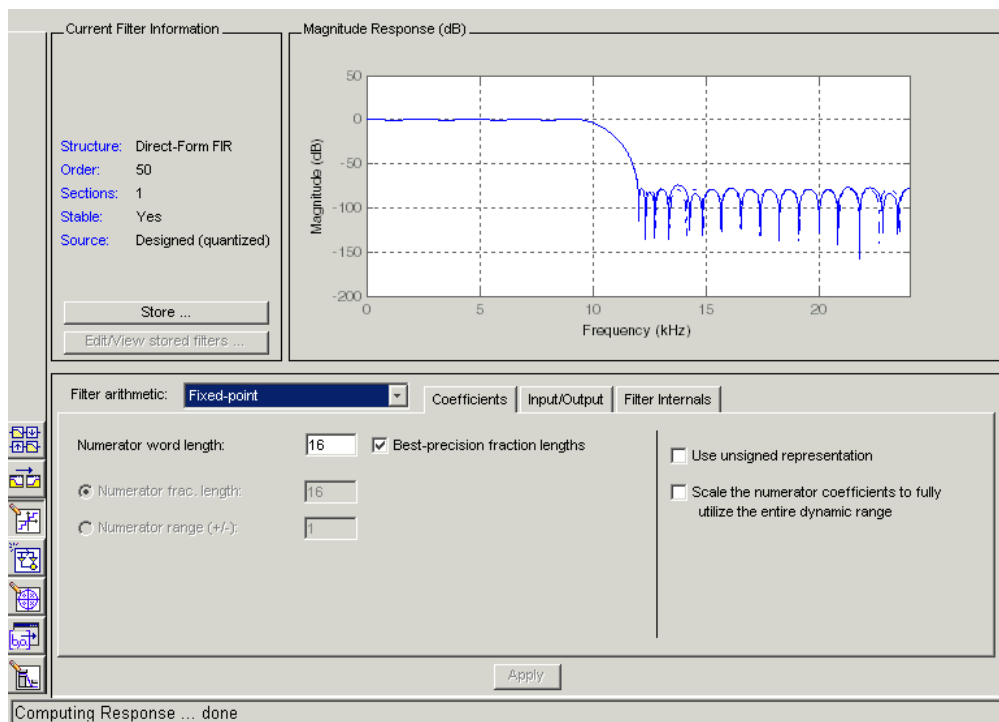 Current Filter Information
Structure: Direct-Form FIR
Order: 50
Sections: 1
Stable: Yes
Source: Designed (quantized)
Store ...
Edit/View stored filters ...
Magnitude Response (dB)
50
0
-50
-100
-150
-200
Magnitude (dB)
0 5 10 15 20
Frequency (kHz)
Filter arithmetic: Fixed-point
Coefficients Input/Output Filter Internals
Numerator word length: 16 Best-precision fraction lengths
Numerator frac. length: 16
Numerator range (+/-): 1
Use unsigned representation
Scale the numerator coefficients to fully
utilize the entire dynamic range
Apply
Computing Response ... done